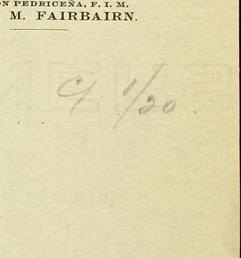 ON PEDRICEÑA, F. I. M.
M. FAIRBAIRN.
C/ 1/20